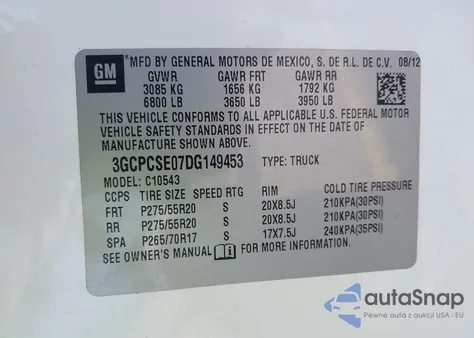 GM
MFD BY GENERAL MOTORS DE MEXICO, S. DE R.L. DE C.V. 08/12
GVWR GAWR FRT GAWR RR
3085 KG 1656 KG 1792 KG
6800 LB 3650 LB 3950 LB
THIS VEHICLE CONFORMS TO ALL APPLICABLE U.S. FEDERAL MOTOR
VEHICLE SAFETY STANDARDS IN EFFECT ON THE DATE OF
MANUFACTURE SHOWN ABOVE.
3GCPCSE07DG149453 TYPE: TRUCK
MODEL: C10543
CCPS TIRE SIZE SPEED RTG RIM COLD TIRE PRESSURE
FRT P275/55R20 S 20X8.5J 210KPA(30PSI)
RR P275/55R20 S 20X8.5J 210KPA(30PSI)
SPA P265/70R17 S 17X7.5J 240KPA(35PSI)
SEE OWNER'S MANUAL FOR MORE INFORMATION.
autoSnap
Pewne auta z aukcji USA i EU